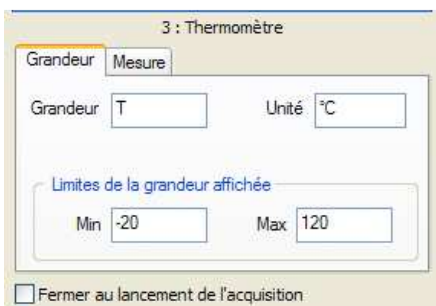 3 : Thermomètre
Grandeur Mesure
Grandeur T Unité °C
Limites de la grandeur affichée
Min -20 Max 120
Fermer au lancement de l'acquisition